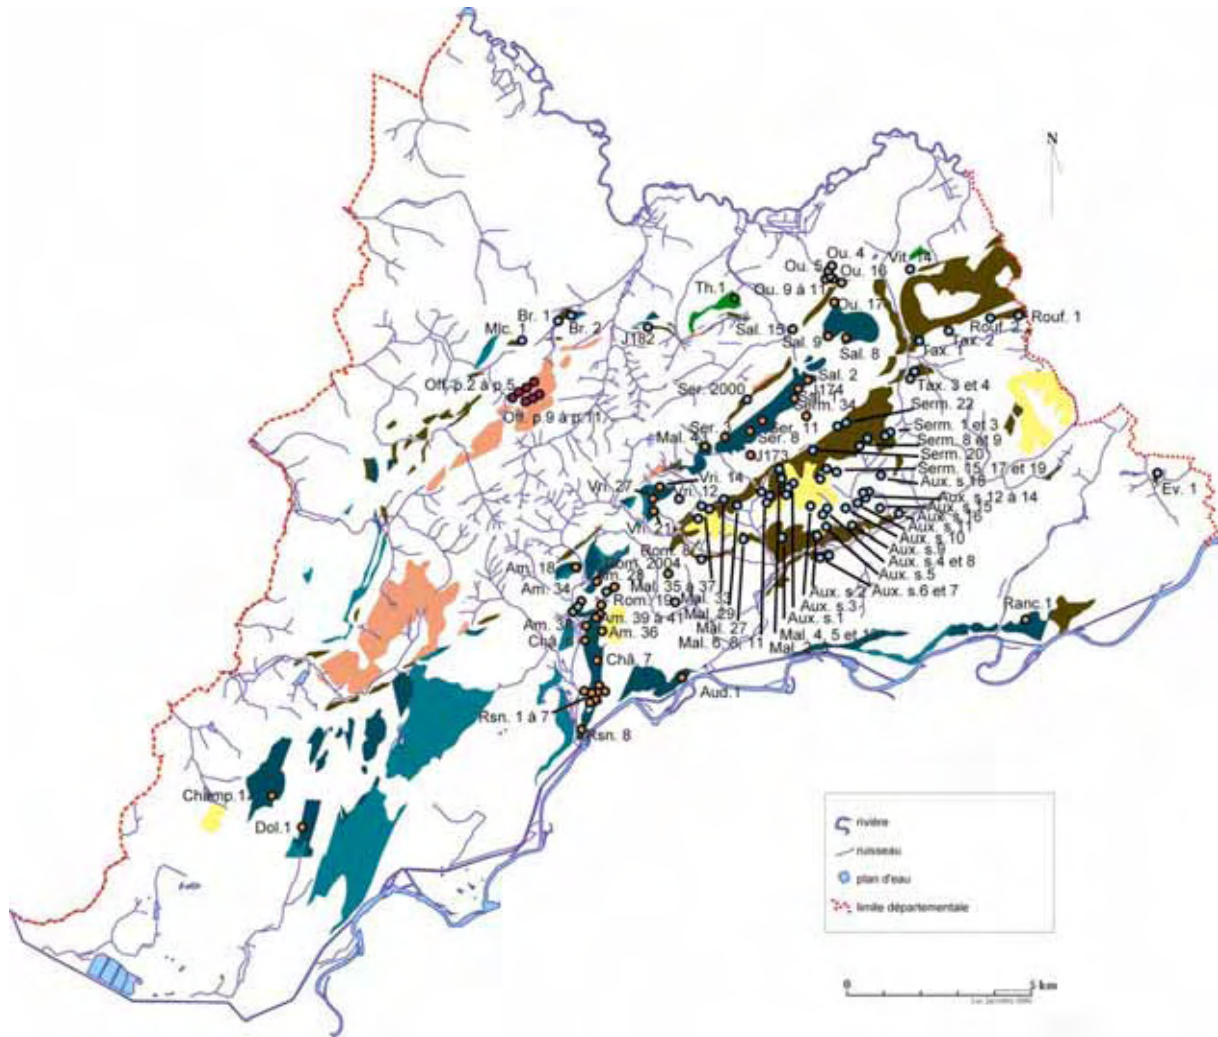 N
Ou. 4
Ou. 5
Vit. 14
Ou. 16
Th.1
Ou. 9 à 11
Ou. 17
Br. 1
Rouf. 1
Br. 2
Rouf. 2
Mlc. 1
Sal. 15
J182
Sal. 9
Tax. 2
Sal. 8
Tax. 1
Off. p.2 à p.5
Sal. 2
Tax. 3 et 4
Ser. 2000
J174
Off. p.9 à p.11
Serm. 34
Serm. 22
Ser. 3
Ser. 11
Serm. 1 et 3
Mal. 43
Ser. 8
Serm. 8 et 9
J173
Serm. 20
Serm. 15, 17 et 19
Vri. 14
Aux. s.18
Vri. 27
Vri. 12
Ev. 1
Aux. s.12 à 14
Aux. s.15
Vri. 21
Aux. s.16
Aux. s.11
Aux. s.10
Rom. 8
Aux. s.9
Am. 18
Rom. 2004
Aux. s.4 et 8
Aux. s.5
Am. 34
Mal. 35 à 37
Aux. s.2
Aux. s.6 et 7
Rom. 19
Mal. 33
Aux. s.3
Ranc.1
Mal. 29
Aux. s.1
Am. 39 à 41
Mal. 27
Am. 36
Mal. 6, 8, 11
Châ. 7
Aud.1
Rsn. 1 à 7
Rsn. 8
Champ.1
Dol.1
rivière
ruisseau
plan d'eau
limite départementale
0
5 km